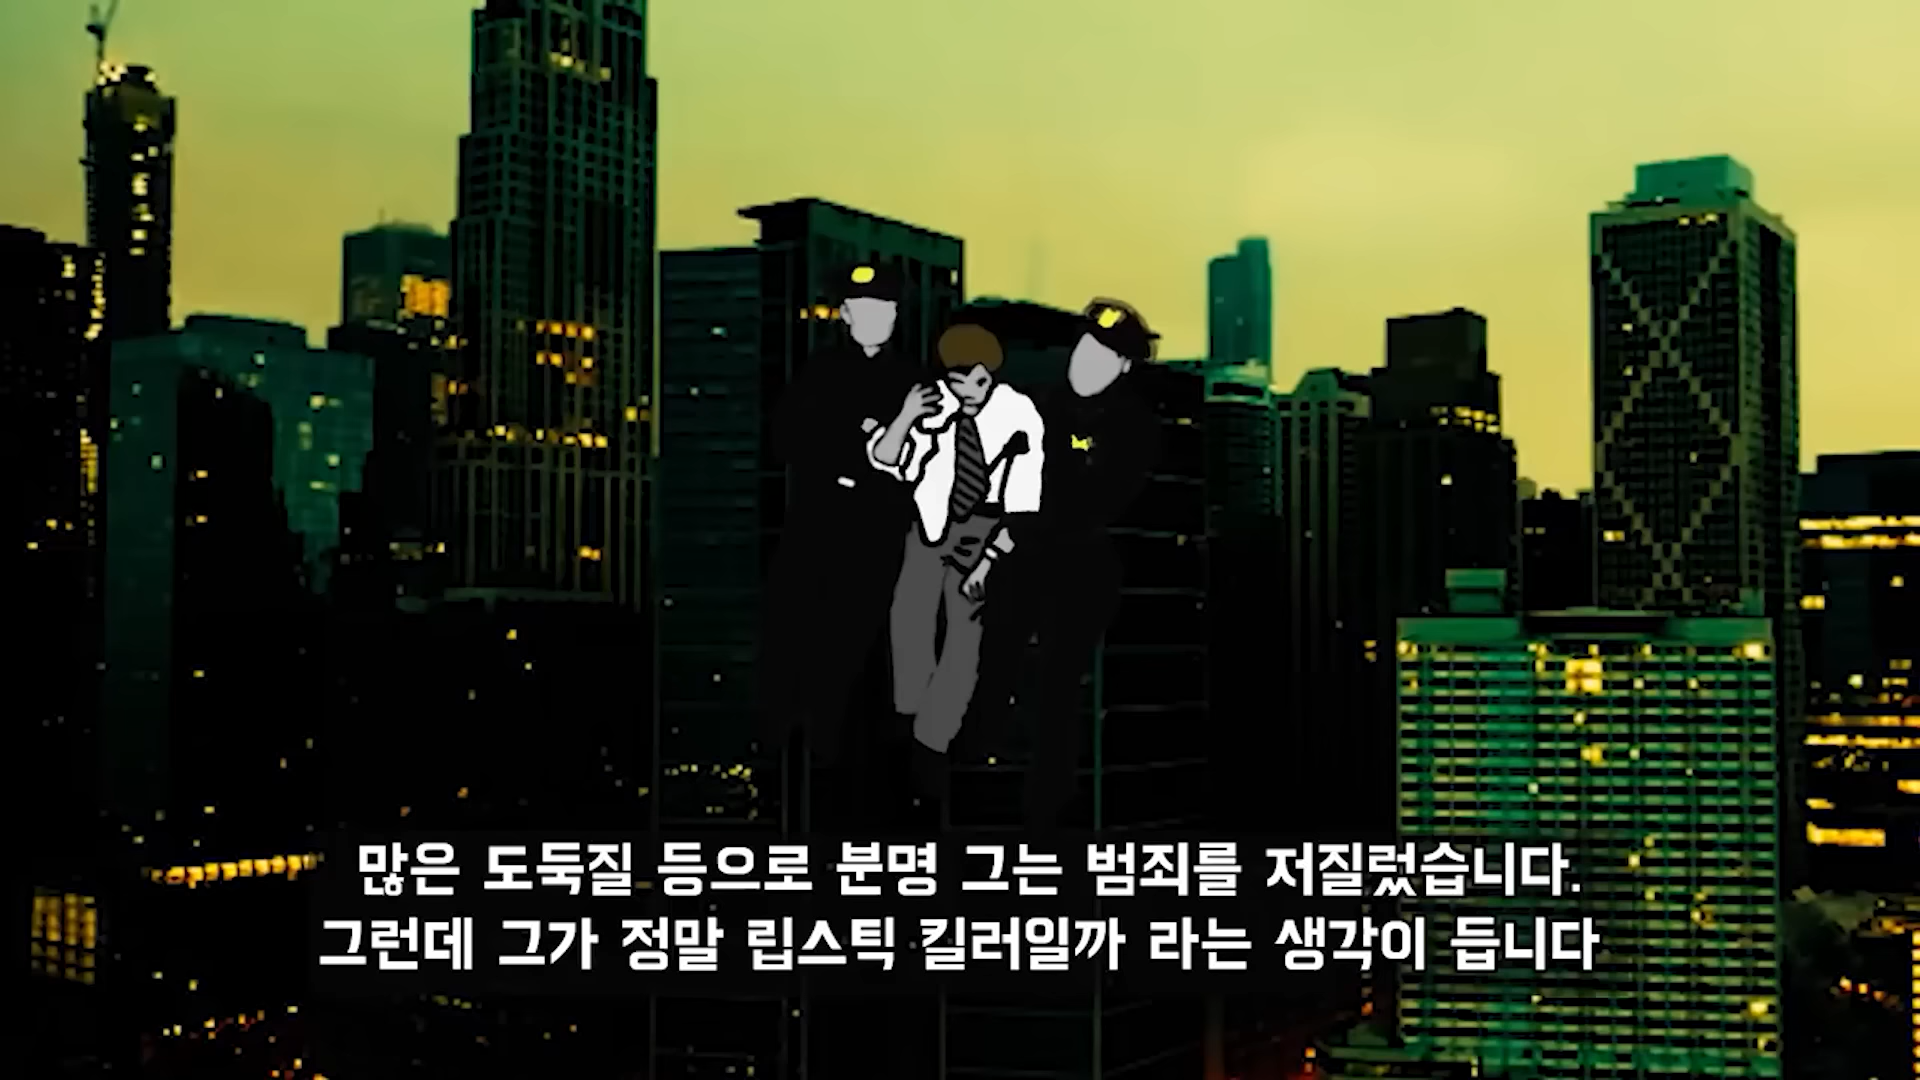 많은 도둑질 등으로 분명 그는 범죄를 저질렀습니다.
그런데 그가 정말 립스틱 킬러일까 라는 생각이 듭니다